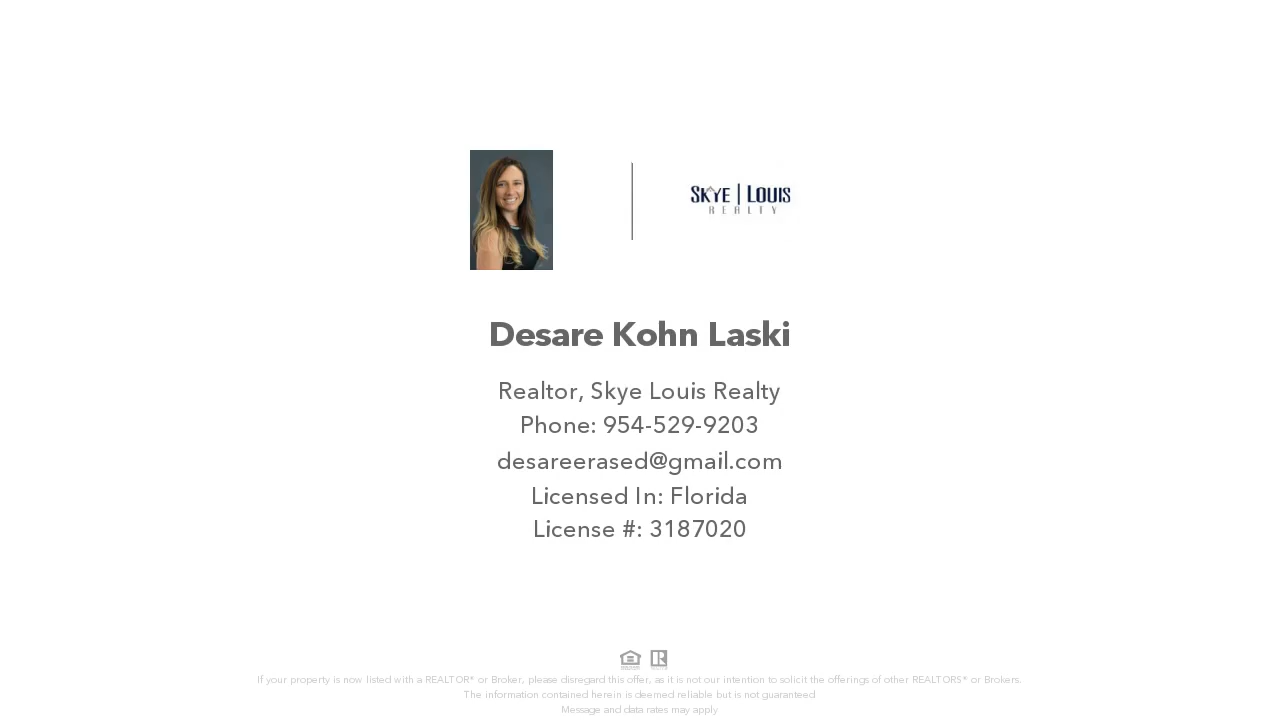 SKYE | LOUIS
REALTY
Desare Kohn Laski
Realtor, Skye Louis Realty
Phone: 954-529-9203
desareerased@gmail.com
Licensed In: Florida
License #: 3187020
If your property is now listed with a REALTOR® or Broker, please disregard this offer, as it is not our intention to solicit the offerings of other REALTORS® or Brokers.
The information contained herein is deemed reliable but is not guaranteed
Message and data rates may apply